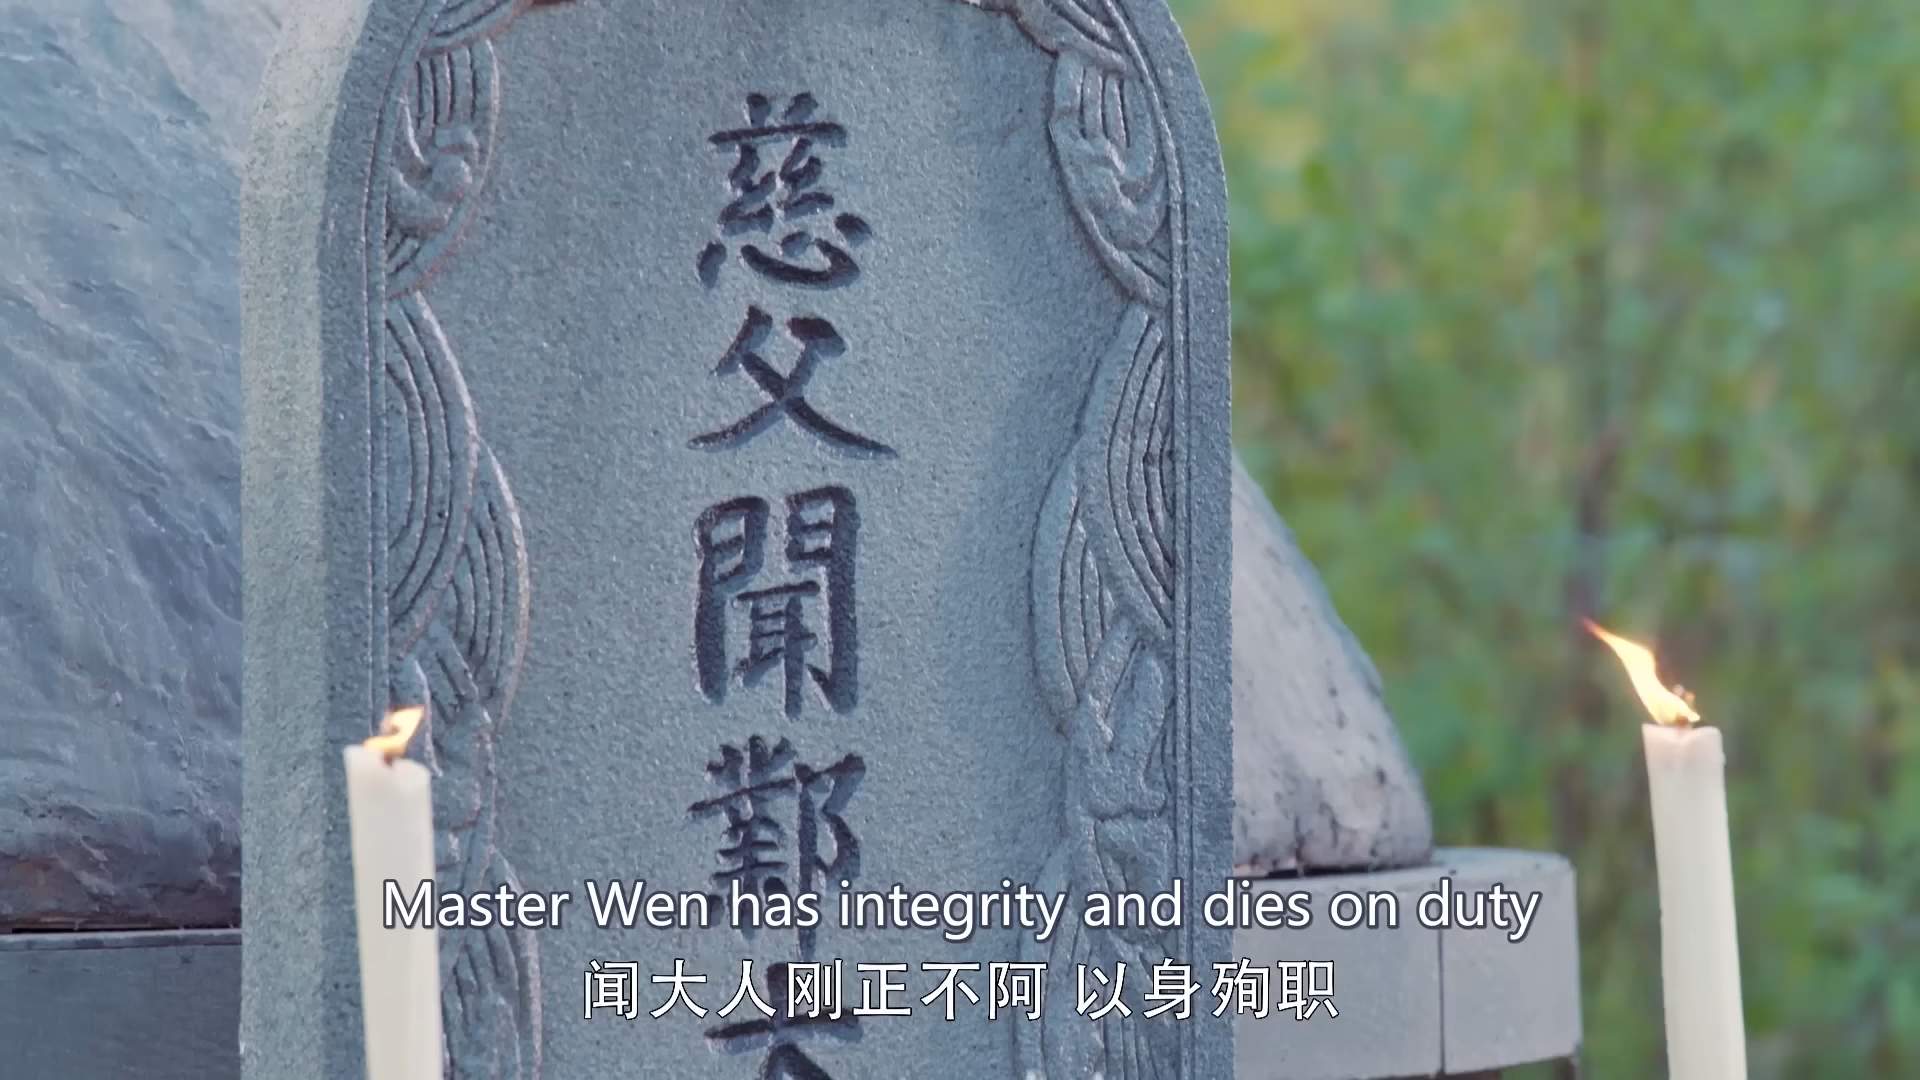 慈父聞鄞
Master Wen has integrity and dies on duty
闻大人刚正不阿 以身殉职